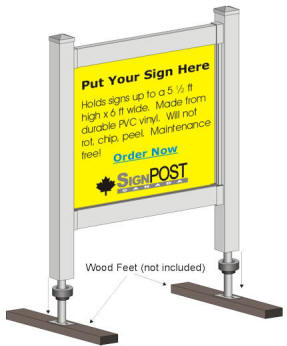 Put Your Sign Here
Holds signs up to a 5 ½ ft
high x 6 ft wide. Made from
durable PVC vinyl. Will not
rot, chip, peel. Maintenance
free!
Order Now
SIGNPOST
CANADA
Wood Feet (not included)